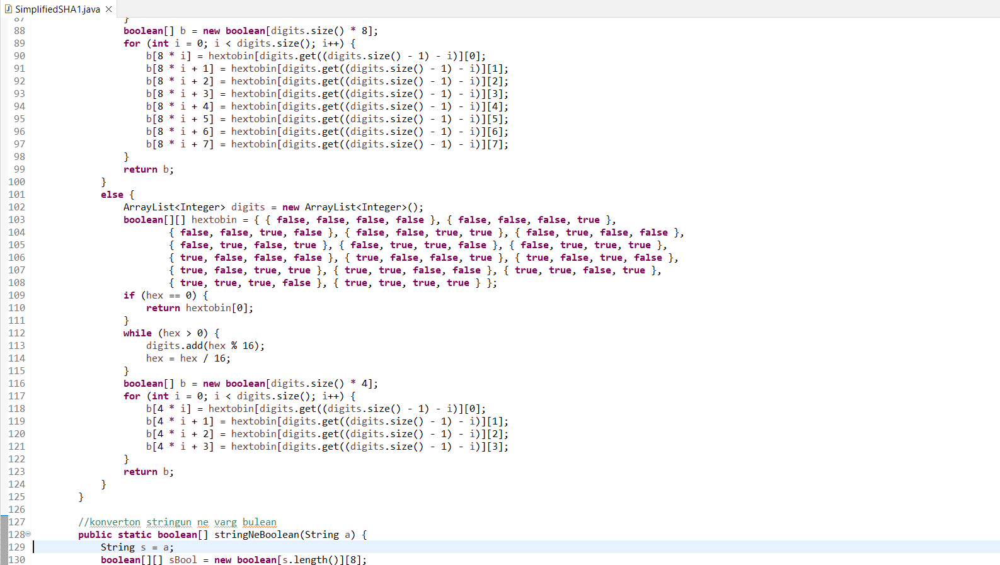 SimplifiedSHA1.java
87 }
88 boolean[] b = new boolean[digits.size() * 8];
89 for (int i = 0; i < digits.size(); i++) {
90 b[8 * i] = hextobin[digits.get((digits.size() - 1) - i)][0];
91 b[8 * i + 1] = hextobin[digits.get((digits.size() - 1) - i)][1];
92 b[8 * i + 2] = hextobin[digits.get((digits.size() - 1) - i)][2];
93 b[8 * i + 3] = hextobin[digits.get((digits.size() - 1) - i)][3];
94 b[8 * i + 4] = hextobin[digits.get((digits.size() - 1) - i)][4];
95 b[8 * i + 5] = hextobin[digits.get((digits.size() - 1) - i)][5];
96 b[8 * i + 6] = hextobin[digits.get((digits.size() - 1) - i)][6];
97 b[8 * i + 7] = hextobin[digits.get((digits.size() - 1) - i)][7];
98 }
99 return b;
100 }
101 else {
102 ArrayList<Integer> digits = new ArrayList<Integer>();
103 boolean[][] hextobin = { { false, false, false, false }, { false, false, false, true },
104 { false, false, true, false }, { false, false, true, true }, { false, true, false, false },
105 { false, true, false, true }, { false, true, true, false }, { false, true, true, true },
106 { true, false, false, false }, { true, false, false, true }, { true, false, true, false },
107 { true, false, true, true }, { true, true, false, false }, { true, true, false, true },
108 { true, true, true, false }, { true, true, true, true } };
109 if (hex == 0) {
110 return hextobin[0];
111 }
112 while (hex > 0) {
113 digits.add(hex % 16);
114 hex = hex / 16;
115 }
116 boolean[] b = new boolean[digits.size() * 4];
117 for (int i = 0; i < digits.size(); i++) {
118 b[4 * i] = hextobin[digits.get((digits.size() - 1) - i)][0];
119 b[4 * i + 1] = hextobin[digits.get((digits.size() - 1) - i)][1];
120 b[4 * i + 2] = hextobin[digits.get((digits.size() - 1) - i)][2];
121 b[4 * i + 3] = hextobin[digits.get((digits.size() - 1) - i)][3];
122 }
123 return b;
124 }
125 }
126
127 //konverton stringun ne varg bulean
128 public static boolean[] stringNeBoolean(String a) {
129 String s = a;
130 boolean[][] sBool = new boolean[s.length()][8];